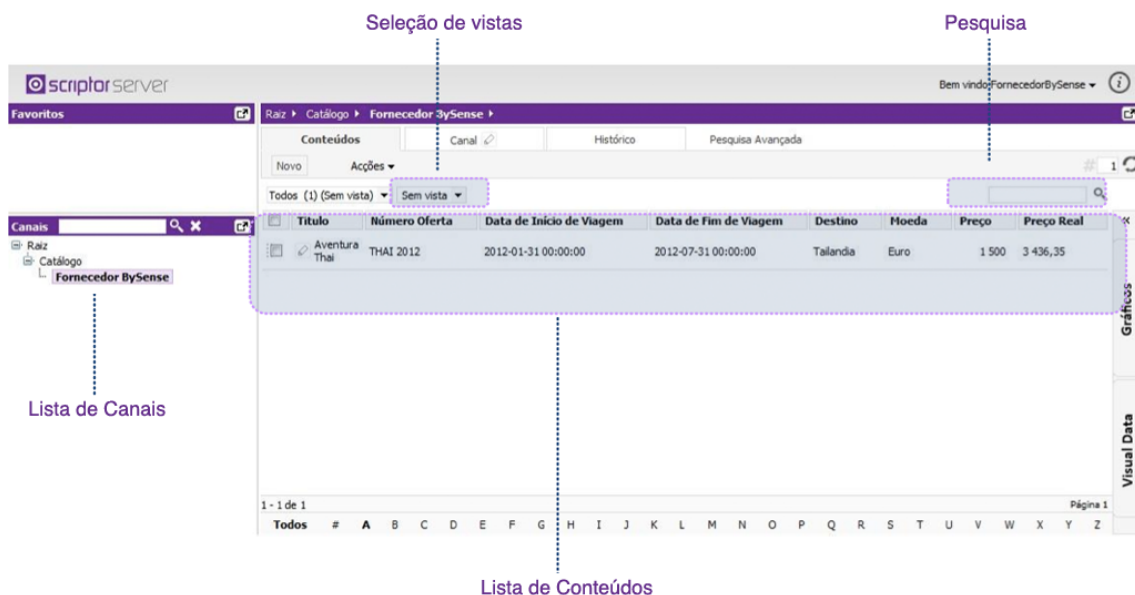 Seleção de vistas
Pesquisa
scriptorserver
Bem vindo FornecedorBySense
Favoritos
Raiz Catálogo Fornecedor BySense
Conteúdos Canal Histórico Pesquisa Avançada
Novo Acções # 1
Todos (1) (Sem vista) Sem vista
Canais
Titulo Número Oferta Data de Início de Viagem Data de Fim de Viagem Destino Moeda Preço Preço Real «
Raiz
Catálogo
Fornecedor BySense
Aventura Thai THAI 2012 2012-01-31 00:00:00 2012-07-31 00:00:00 Tailandia Euro 1 500 3 436,35
Gráficos
Lista de Canais
Visual Data
1 - 1 de 1 Página 1
Todos # A B C D E F G H I J K L M N O P Q R S T U V W X Y Z
Lista de Conteúdos